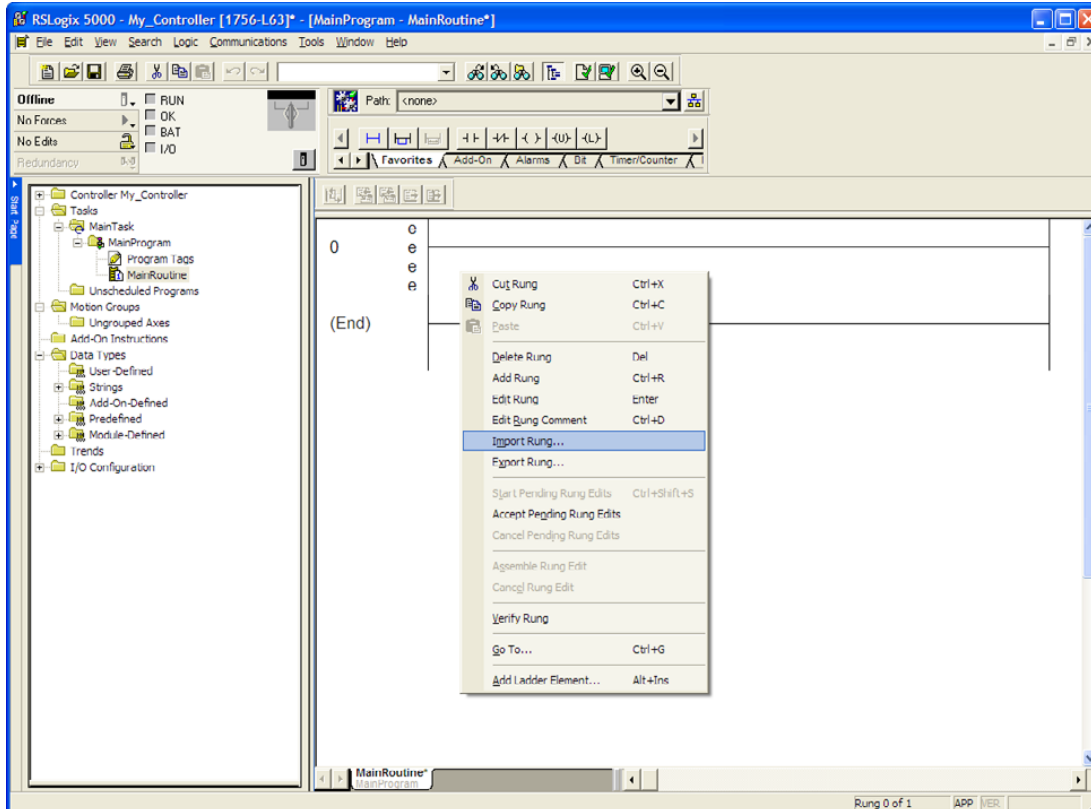 RSLogix 5000 - My_Controller [1756-L63]* - [MainProgram - MainRoutine*]
File Edit View Search Logic Communications Tools Window Help
Offline
RUN
No Forces
OK
No Edits
BAT
Redundancy
I/O
Path: <none>
Favorites Add-On Alarms Bit Timer/Counter
Start Page
Controller My_Controller
Tasks
MainTask
MainProgram
Program Tags
MainRoutine
Unscheduled Programs
Motion Groups
Ungrouped Axes
Add-On Instructions
Data Types
User-Defined
Strings
Add-On-Defined
Predefined
Module-Defined
Trends
I/O Configuration
e
0 e
e
e
(End)
Cut Rung Ctrl+X
Copy Rung Ctrl+C
Paste Ctrl+V
Delete Rung Del
Add Rung Ctrl+R
Edit Rung Enter
Edit Rung Comment Ctrl+D
Import Rung...
Export Rung...
Start Pending Rung Edits Ctrl+Shift+S
Accept Pending Rung Edits
Cancel Pending Rung Edits
Assemble Rung Edit
Cancel Rung Edit
Verify Rung
Go To... Ctrl+G
Add Ladder Element... Alt+Ins
MainRoutine*
MainProgram
Rung 0 of 1 APP VER